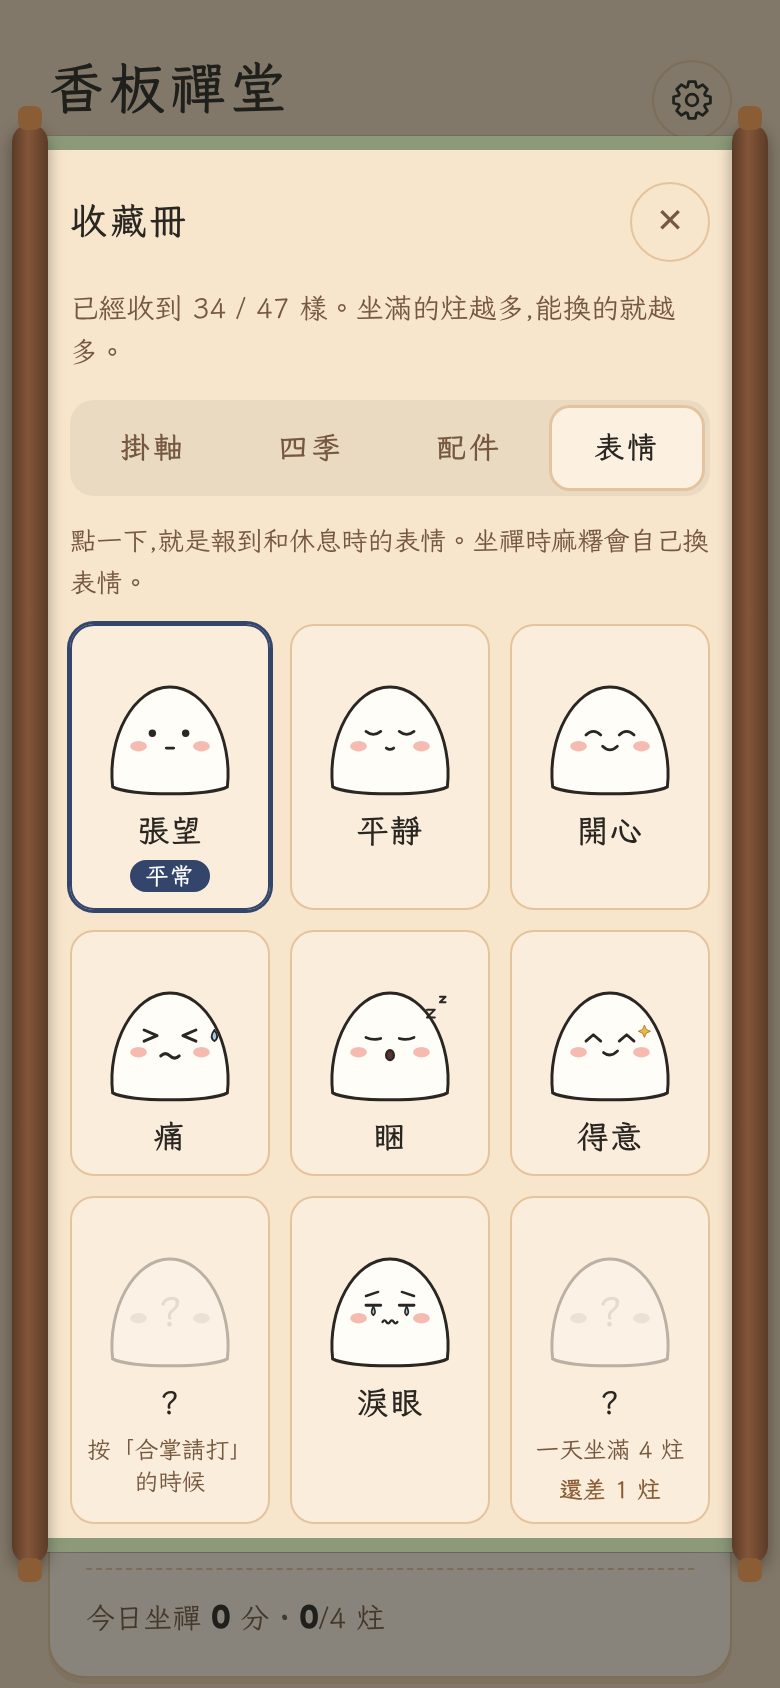 香板禪堂
收藏冊
已經收到 34 / 47 樣。坐滿的炷越多,能換的就越
多。
掛軸 四季 配件 表情
點一下,就是報到和休息時的表情。坐禪時麻糬會自己換
表情。
張望 平靜 開心
平常
z
z
痛 睏 得意
? ?
? 淚眼 ?
按「合掌請打」 一天坐滿 4 炷
的時候 還差 1 炷
今日坐禪 0 分・0/4 炷